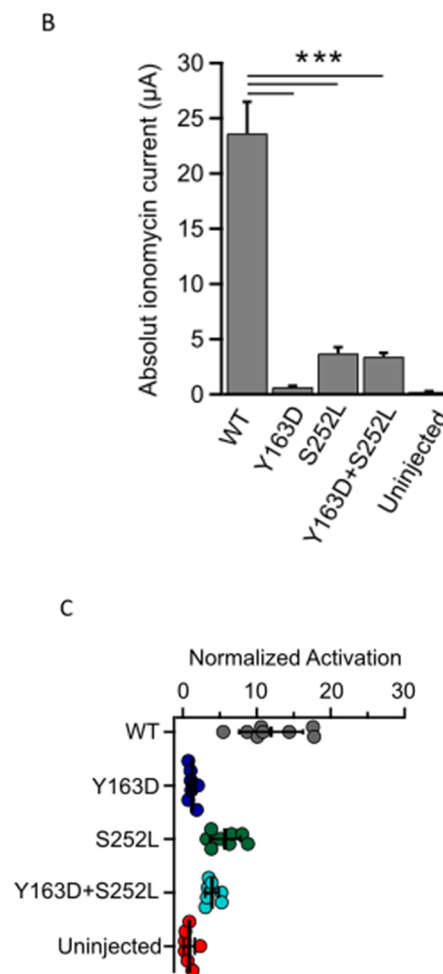 B
Absolut ionomycin current (μA)
30
25
20
15
10
5
0
***
WT
Y163D
S252L
Y163D+S252L
Uninjected
C
Normalized Activation
0 10 20 30
WT
Y163D
S252L
Y163D+S252L
Uninjected